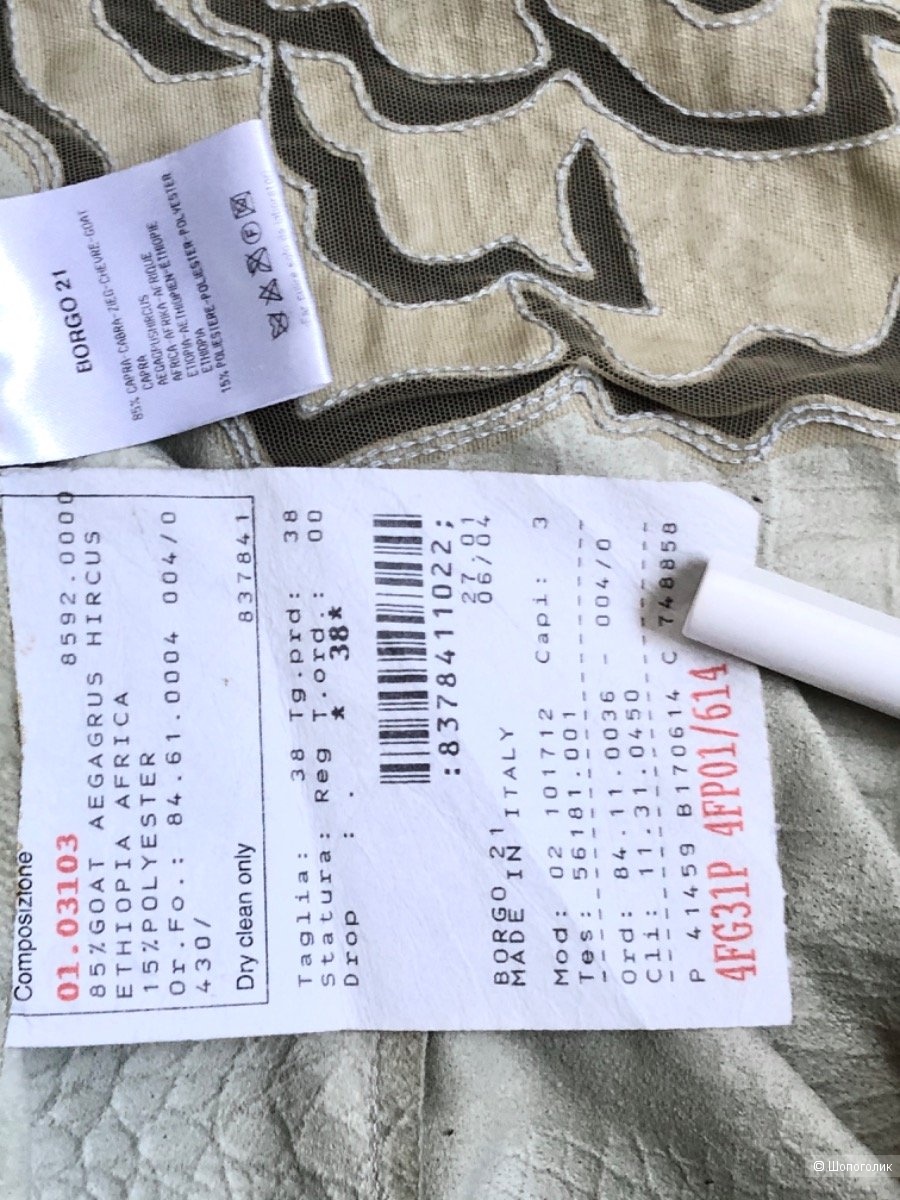 BORGO 21
85% CAPRA-CABRA-ZIEG-CHEVRE-GOAT
CAPRA
AEGAGRUSHIRCUS
AFRICA-AFRIKA-AFRIQUE
ETIOPIA-AETHIOPIEN-ÉTHIOPIE
ETHIOPIA
15% POLIESTERE-POLIESTER-POLYESTER
F
Composizione
01.03103 8592.0000
85%GOAT AEGAGRUS HIRCUS
ETHIOPIA AFRICA
15%POLYESTER
Or.Fo.: 84.61.0004 004/0
430/
Dry clean only 837841
Taglia: 38 Tg.prd: 38
Statura: Reg T.ord.: 00
Drop : . * 38*
:8378411022;
27 01
06/04
BORGO 21
MADE IN ITALY
Mod: 02 101712 Capi: 3
Tes: 56181.001
Ord: 84.11.0036 - 004/0
Cli: 11.31.0450
P 41459 B170614 C 748858
4FG31P 4FP01/614
© Шопоголик